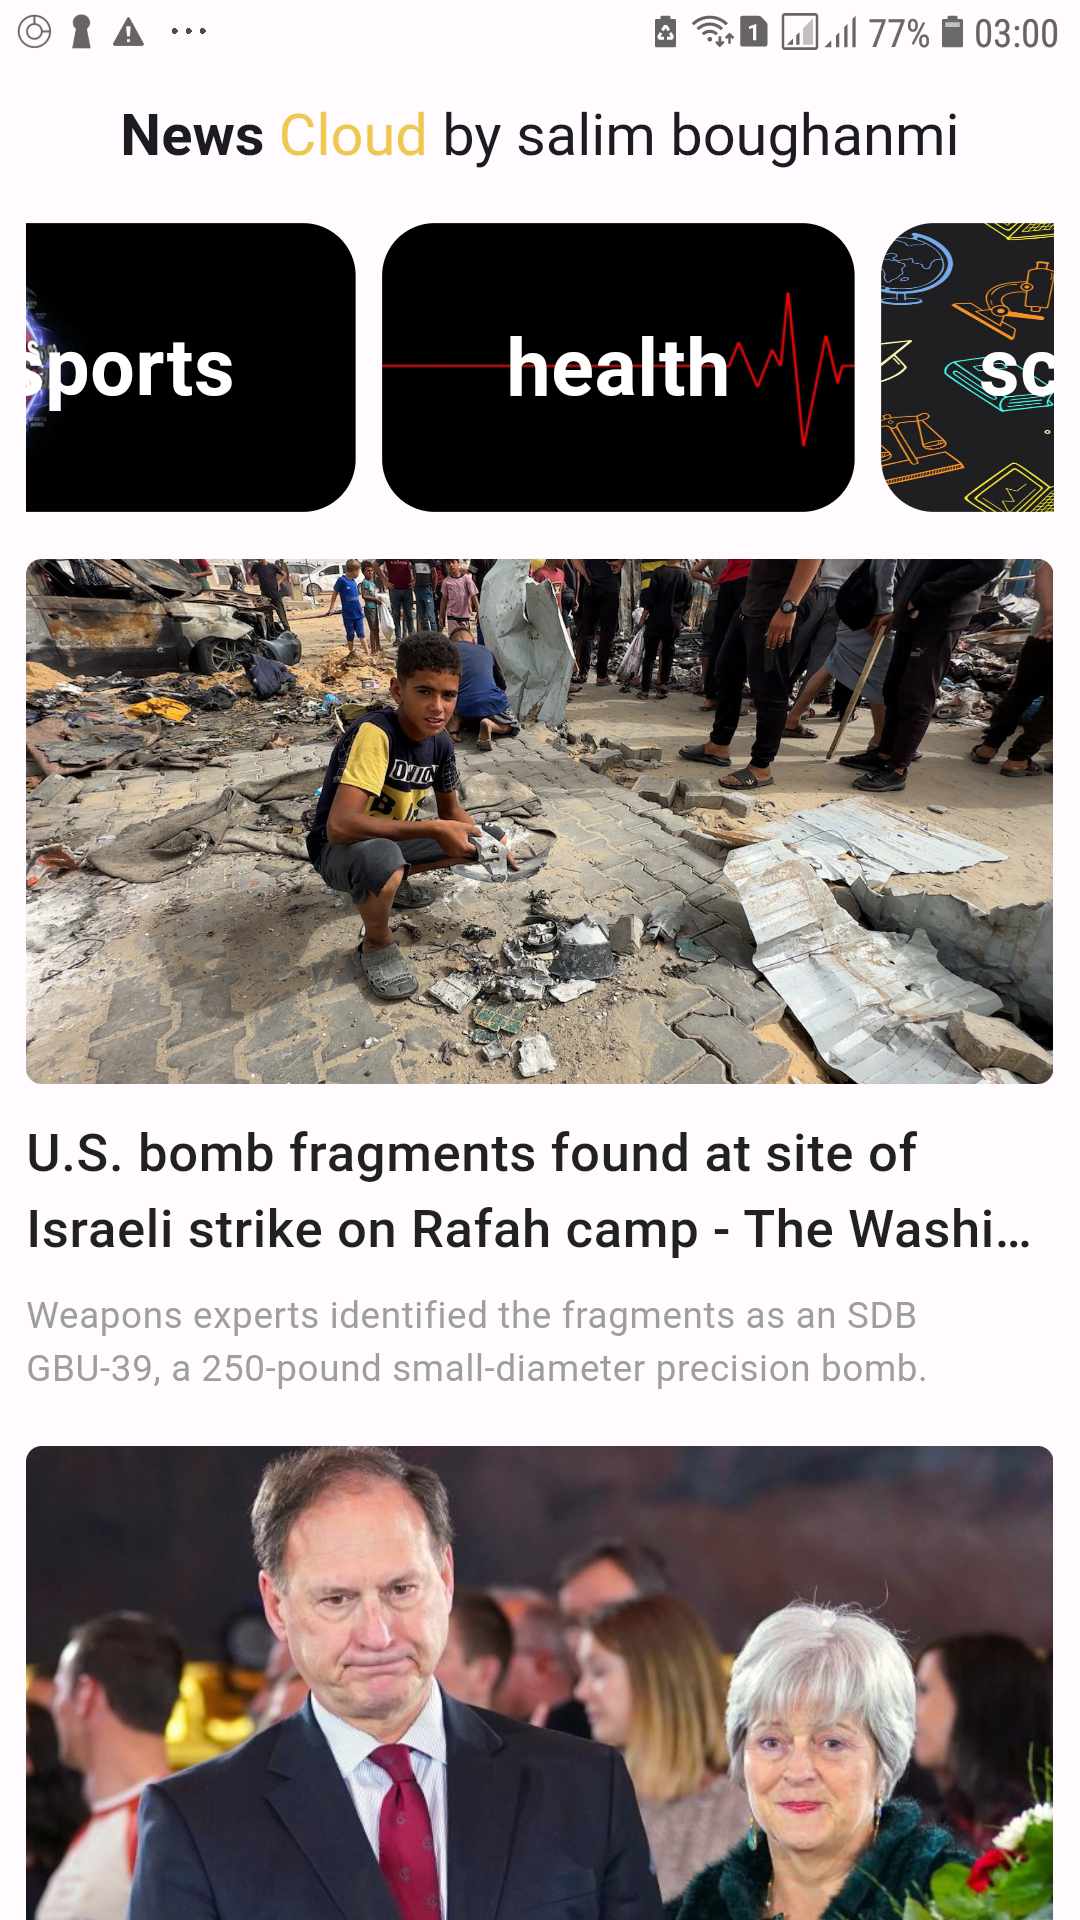 1 77% 03:00
News Cloud by salim boughanmi
sports health sc
U.S. bomb fragments found at site of
Israeli strike on Rafah camp - The Washi...
Weapons experts identified the fragments as an SDB
GBU-39, a 250-pound small-diameter precision bomb.